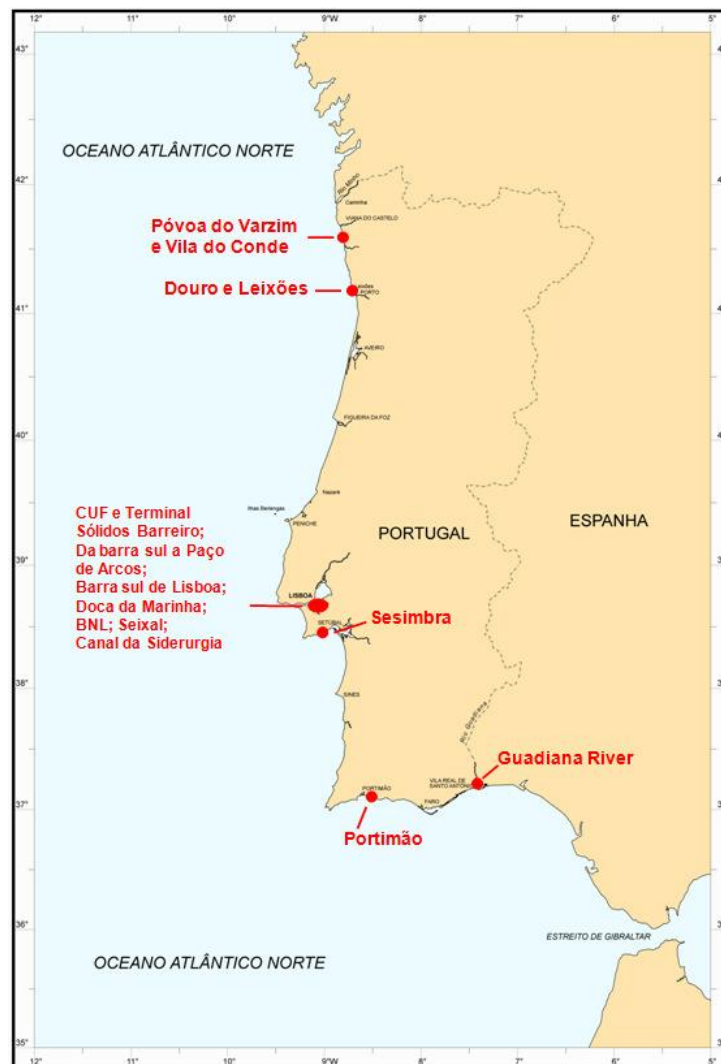 12°
11°
10°
9°W
8°
7°
6°
5°
43°
OCEANO ATLÂNTICO NORTE
42°
Rio Minho
Caminha
VIANA DO CASTELO
Póvoa do Varzim
e Vila do Conde
Douro e Leixões
Leixões
PORTO
41°
AVEIRO
FIGUEIRA DA FOZ
40°
Nazaré
Ilhas Berlengas
PENICHE
CUF e Terminal
Sólidos Barreiro;
Da barra sul a Paço
de Arcos;
Barra sul de Lisboa;
Doca da Marinha;
BNL; Seixal;
Canal da Siderurgia
PORTUGAL
ESPANHA
39°
LISBOA
Sesimbra
SETÚBAL
38°
SINES
Rio Guadiana
Guadiana River
VILA REAL DE
SANTO ANTÓNIO
PORTIMÃO
FARO
37°
Portimão
36°
ESTREITO DE GIBRALTAR
OCEANO ATLÂNTICO NORTE
35°
12°
11°
10°
9°W
8°
7°
6°
5°